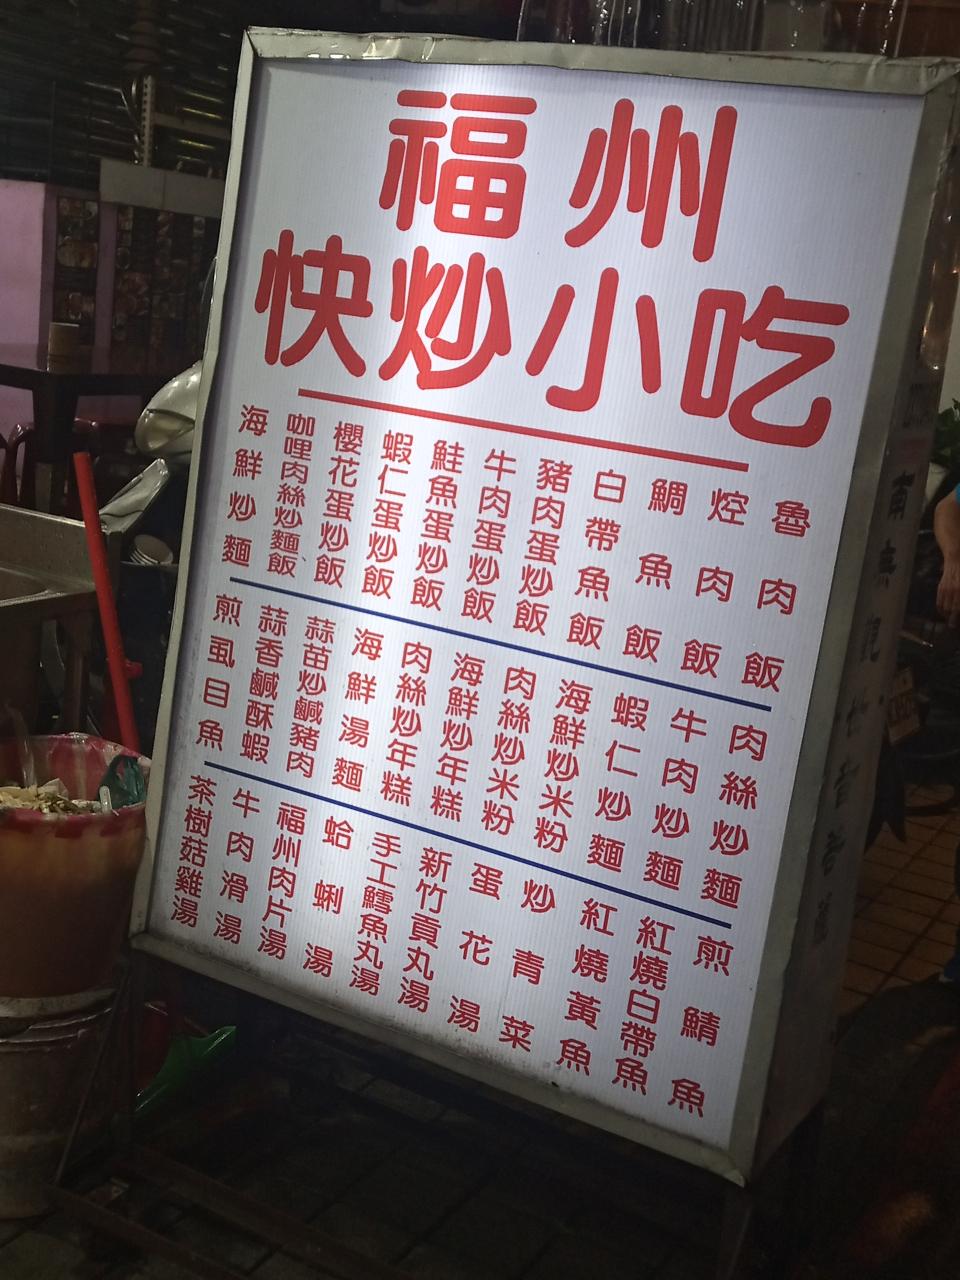 福州
快炒小吃
魯肉飯
焢肉飯
鯛魚飯
白帶魚飯
豬肉蛋炒飯
牛肉蛋炒飯
鮭魚蛋炒飯
蝦仁蛋炒飯
櫻花蛋炒飯
咖哩肉絲炒麵、飯
海鮮炒麵
肉絲炒麵
牛肉炒麵
蝦仁炒麵
海鮮炒米粉
肉絲炒米粉
海鮮炒年糕
肉絲炒年糕
海鮮湯麵
蒜苗炒鹹豬肉
蒜香鹹酥蝦
煎虱目魚
煎鯖魚
紅燒白帶魚
紅燒黃魚
炒青菜
蛋花湯
新竹貢丸湯
手工鱈魚丸湯
蛤蜊湯
福州肉片湯
牛肉滑湯
茶樹菇雞湯